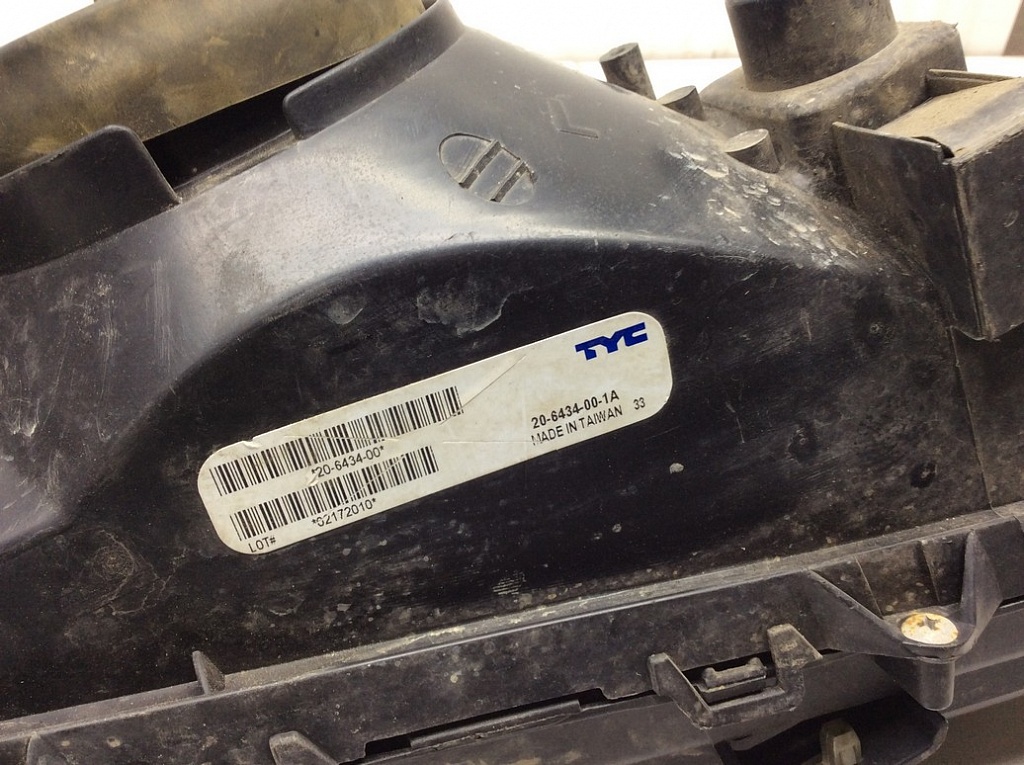 L
TYC
20-6434-00-1A
MADE IN TAIWAN 33
*20-6434-00*
*02172010*
LOT#